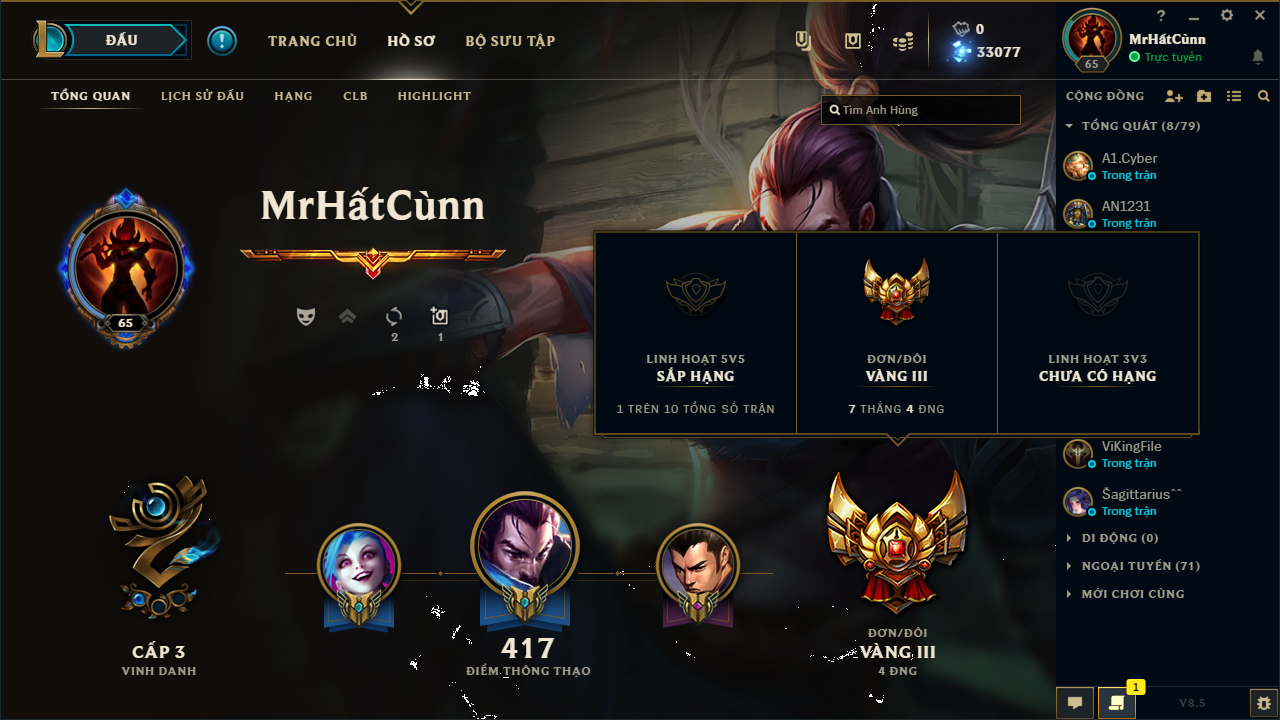 ĐẤU
!
TRANG CHỦ
HỒ SƠ
BỘ SƯU TẬP
0
33077
?
MrHấtCùnn
Trực tuyến
65
TỔNG QUAN
LỊCH SỬ ĐẤU
HẠNG
CLB
HIGHLIGHT
Tìm Anh Hùng
CỘNG ĐỒNG
TỔNG QUÁT (8/79)
A1.Cyber
Trong trận
AN1231
Trong trận
MrHấtCùnn
65
2
1
LINH HOẠT 5V5
SẮP HẠNG
1 TRÊN 10 TỔNG SỐ TRẬN
ĐƠN/ĐÔI
VÀNG III
7 THẮNG 4 ĐNG
LINH HOẠT 3V3
CHƯA CÓ HẠNG
ViKingFile
Trong trận
Šagittariusˆˆ
Trong trận
DI ĐỘNG (0)
NGOẠI TUYẾN (71)
MỚI CHƠI CÙNG
CẤP 3
VINH DANH
417
ĐIỂM THÔNG THẠO
ĐƠN/ĐÔI
VÀNG III
4 ĐNG
1
V8.5